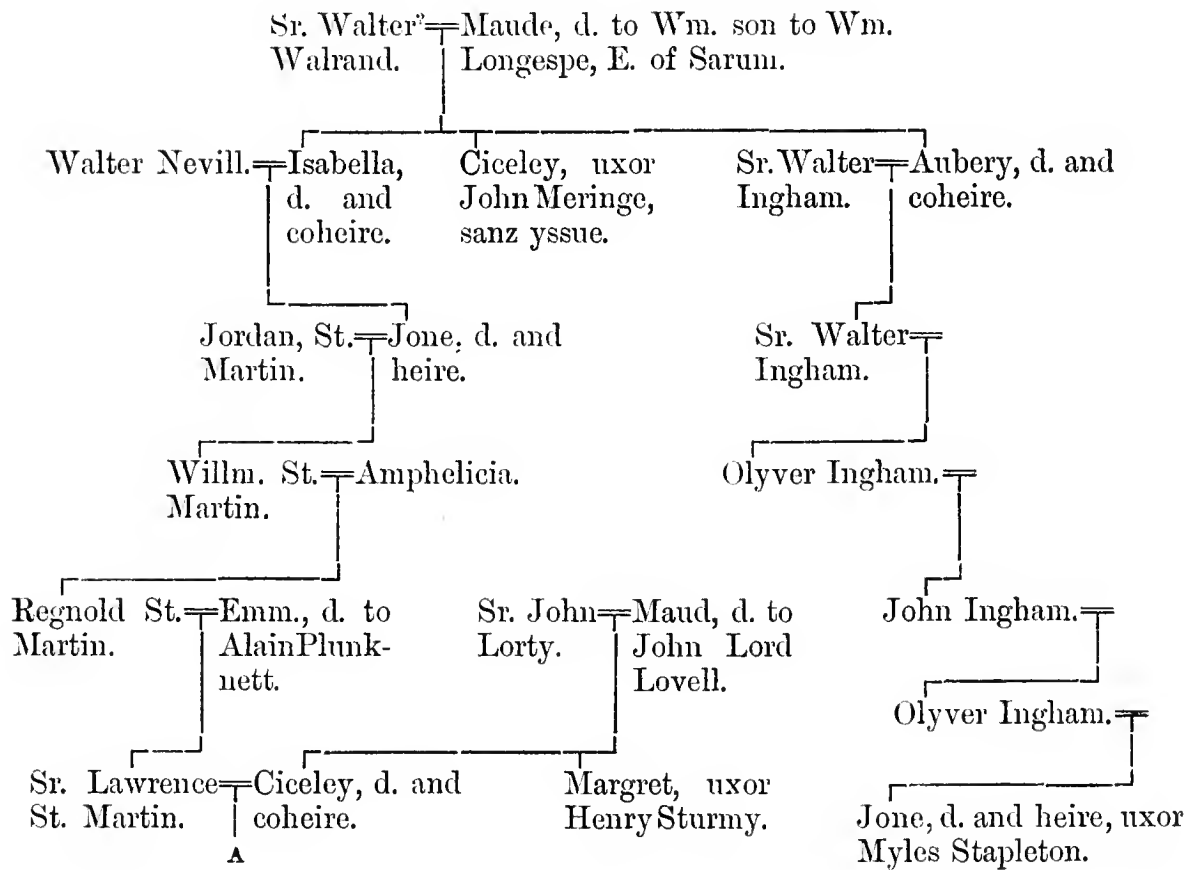 Sr. Walter = Maude, d. to Wm. son to Wm.
Walrand. Longespe, E. of Sarum.
Walter Nevill. = Isabella, Ciceley, uxor Sr. Walter = Aubery, d. and
d. and John Meringe, Ingham. coheire.
coheire. sanz yssue.
Jordan, St. = Jone, d. and Sr. Walter =
Martin. heire. Ingham.
Willm. St. = Amphelicia. Olyver Ingham. =
Martin.
Regnold St. = Emm., d. to Sr. John = Maud, d. to John Ingham. =
Martin. Alain Plunk- Lorty. John Lord
nett. Lovell.
Olyver Ingham. =
Sr. Lawrence = Ciceley, d. and Margret, uxor
St. Martin. coheire. Henry Sturmy. Jone, d. and heire, uxor
A Myles Stapleton.